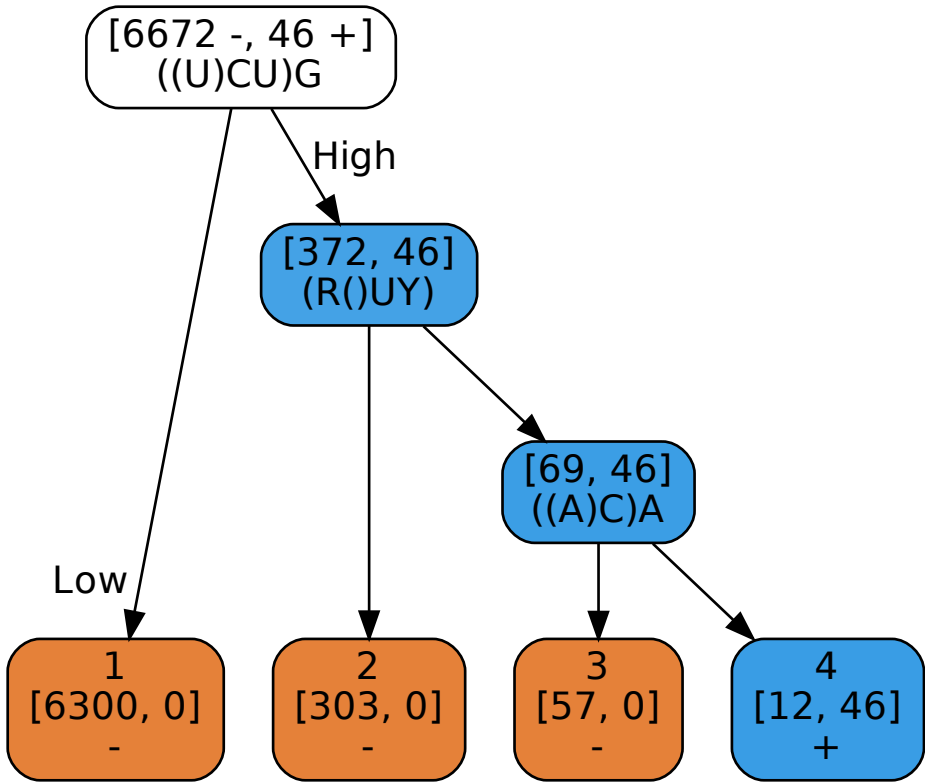 [6672 -, 46 +]
((U)CU)G
High
[372, 46]
(R()UY)
[69, 46]
((A)C)A
Low
1
[6300, 0]
-
2
[303, 0]
-
3
[57, 0]
-
4
[12, 46]
+